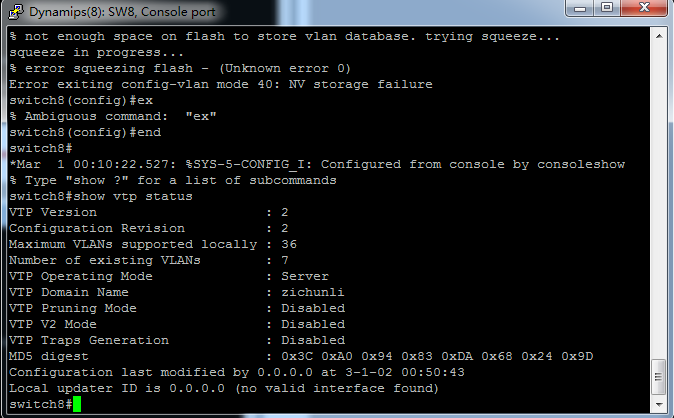 Dynamips(8): SW8, Console port
% not enough space on flash to store vlan database. trying squeeze...
squeeze in progress...
% error squeezing flash - (Unknown error 0)
Error exiting config-vlan mode 40: NV storage failure
switch8(config)#ex
% Ambiguous command:  "ex"
switch8(config)#end
switch8#
*Mar  1 00:10:22.527: %SYS-5-CONFIG_I: Configured from console by consoleshow
% Type "show ?" for a list of subcommands
switch8#show vtp status
VTP Version                     : 2
Configuration Revision          : 2
Maximum VLANs supported locally : 36
Number of existing VLANs        : 7
VTP Operating Mode              : Server
VTP Domain Name                 : zichunli
VTP Pruning Mode                : Disabled
VTP V2 Mode                     : Disabled
VTP Traps Generation            : Disabled
MD5 digest                      : 0x3C 0xA0 0x94 0x83 0xDA 0x68 0x24 0x9D
Configuration last modified by 0.0.0.0 at 3-1-02 00:50:43
Local updater ID is 0.0.0.0 (no valid interface found)
switch8#